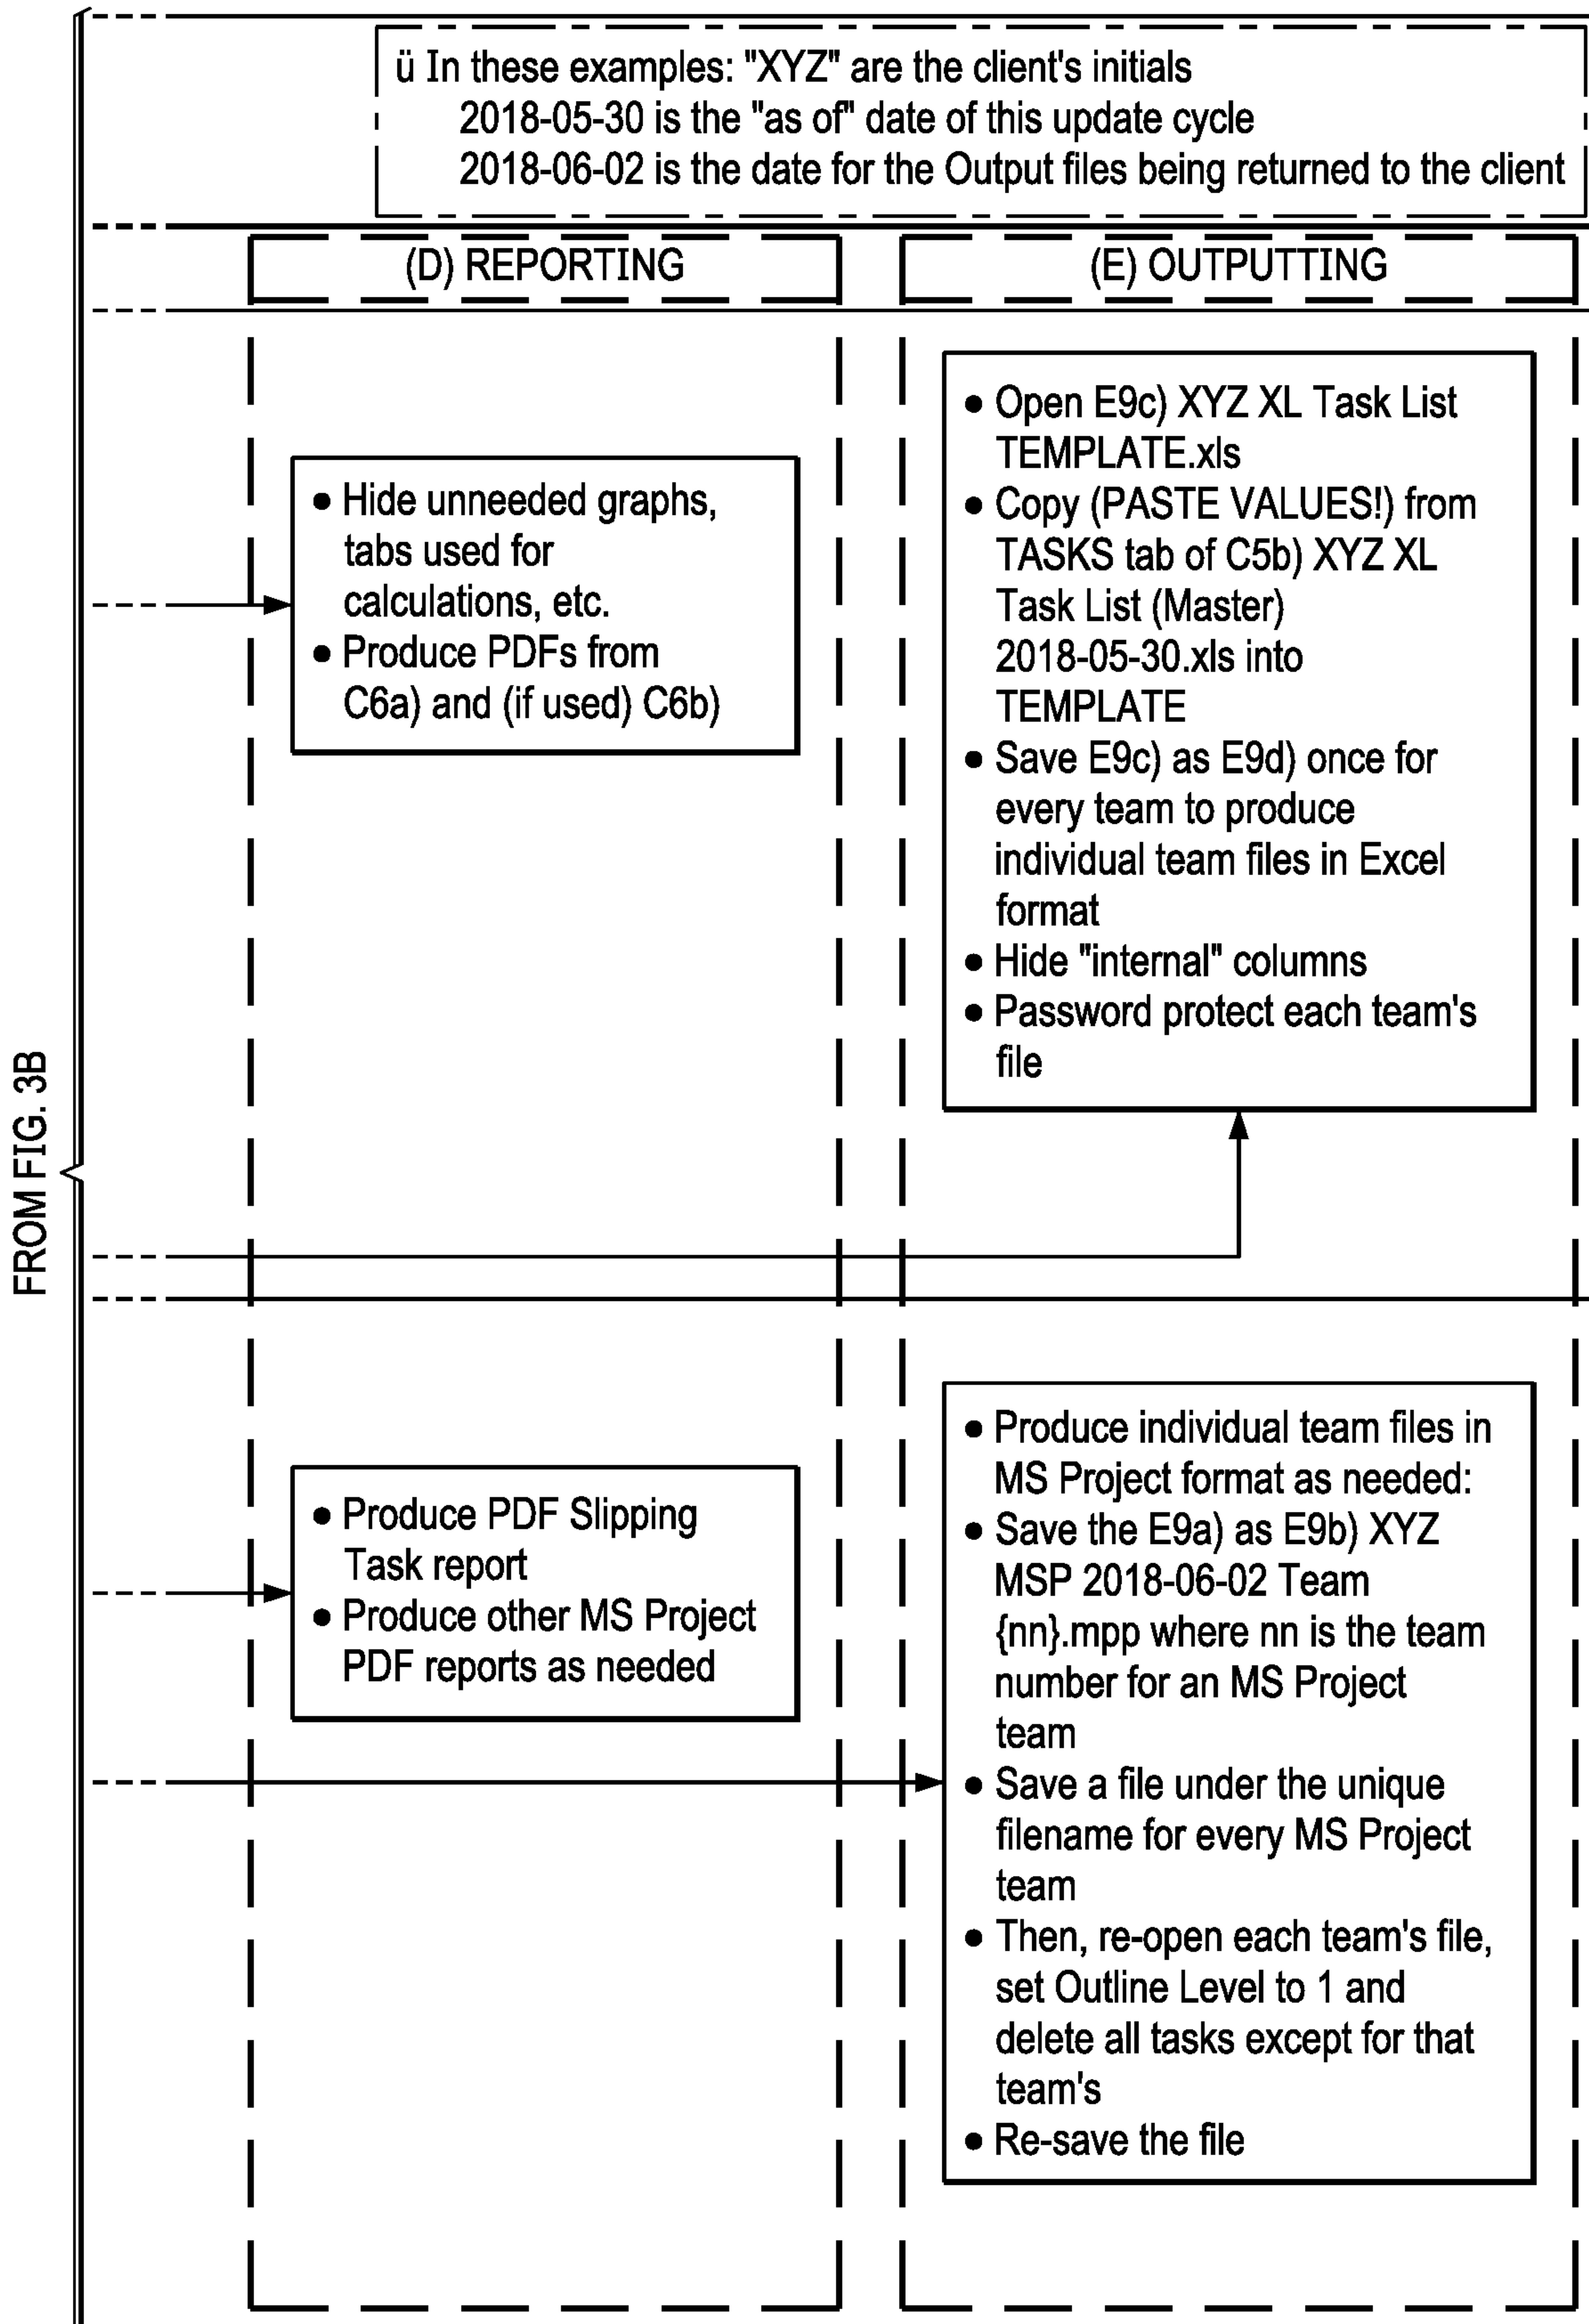 ü In these examples: "XYZ" are the client's initials
2018-05-30 is the "as of" date of this update cycle
2018-06-02 is the date for the Output files being returned to the client
(D) REPORTING
(E) OUTPUTTING
● Hide unneeded graphs,
tabs used for
calculations, etc.
● Produce PDFs from
C6a) and (if used) C6b)
● Open E9c) XYZ XL Task List
TEMPLATE.xls
● Copy (PASTE VALUES!) from
TASKS tab of C5b) XYZ XL
Task List (Master)
2018-05-30.xls into
TEMPLATE
● Save E9c) as E9d) once for
every team to produce
individual team files in Excel
format
● Hide "internal" columns
● Password protect each team's
file
FROM FIG. 3B
● Produce PDF Slipping
Task report
● Produce other MS Project
PDF reports as needed
● Produce individual team files in
MS Project format as needed:
● Save the E9a) as E9b) XYZ
MSP 2018-06-02 Team
{nn}.mpp where nn is the team
number for an MS Project
team
● Save a file under the unique
filename for every MS Project
team
● Then, re-open each team's file,
set Outline Level to 1 and
delete all tasks except for that
team's
● Re-save the file